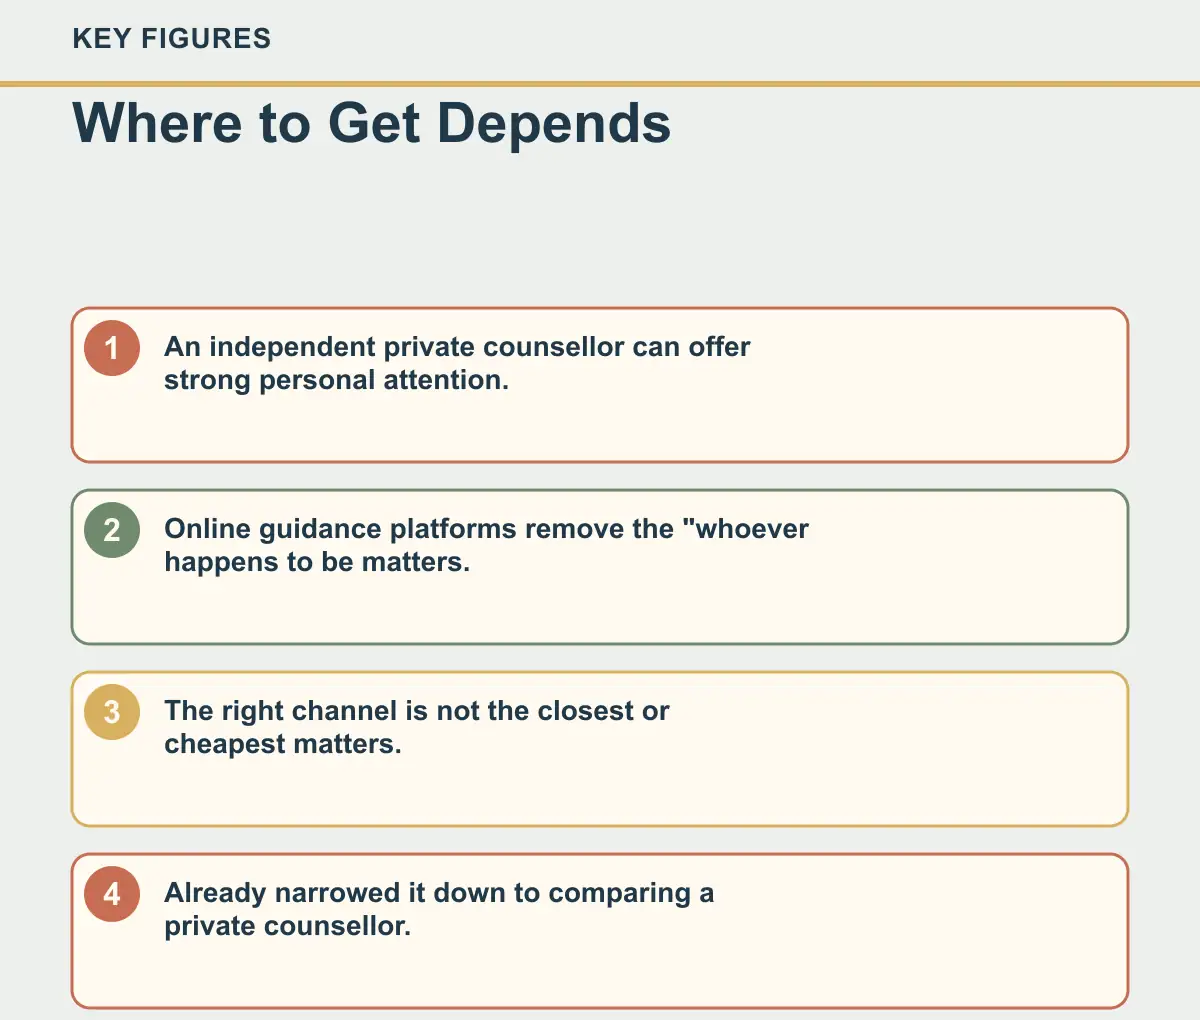 KEY FIGURES
Where to Get Depends
1
An independent private counsellor can offer
strong personal attention.
2
Online guidance platforms remove the "whoever
happens to be matters.
3
The right channel is not the closest or
cheapest matters.
4
Already narrowed it down to comparing a
private counsellor.